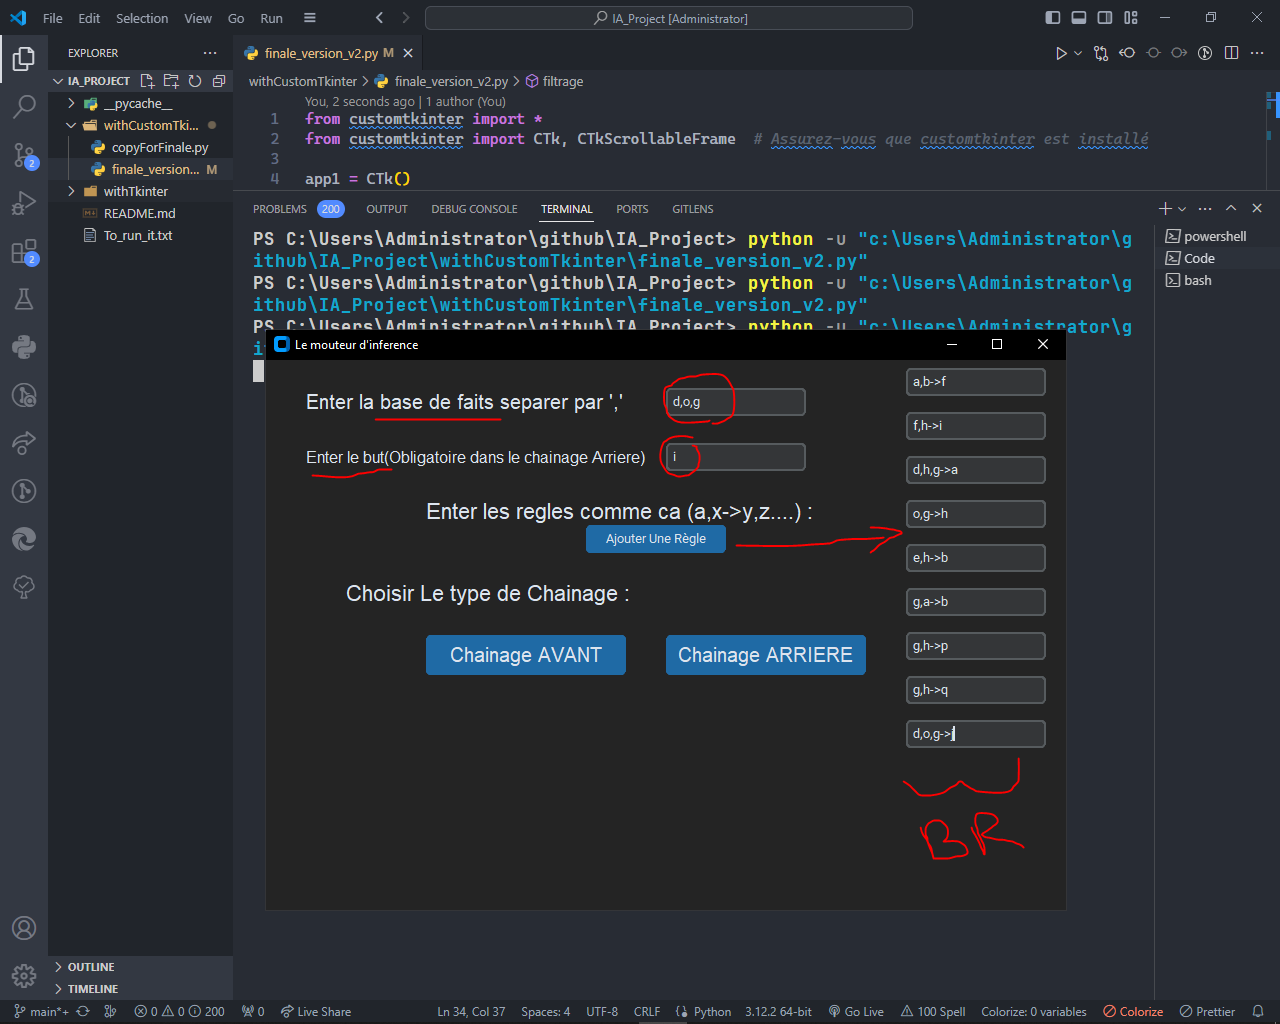 File Edit Selection View Go Run IA_Project [Administrator]
EXPLORER
IA_PROJECT
__pycache__
withCustomTki...
copyForFinale.py
finale_version... M
withTkinter
README.md
To_run_it.txt
OUTLINE
TIMELINE
finale_version_v2.py M
withCustomTkinter > finale_version_v2.py > filtrage
You, 2 seconds ago | 1 author (You)
1 from customtkinter import *
2 from customtkinter import CTk, CTkScrollableFrame # Assurez-vous que customtkinter est installé
3
4 app1 = CTk()
PROBLEMS 200 OUTPUT DEBUG CONSOLE TERMINAL PORTS GITLENS
PS C:\Users\Administrator\github\IA_Project> python -u "c:\Users\Administrator\g
ithub\IA_Project\withCustomTkinter\finale_version_v2.py"
PS C:\Users\Administrator\github\IA_Project> python -u "c:\Users\Administrator\g
ithub\IA_Project\withCustomTkinter\finale_version_v2.py"
PS C:\Users\Administrator\github\IA_Project> python -u "c:\Users\Administrator\g
powershell
Code
bash
2
2
Le mouteur d'inference
Enter la base de faits separer par ','
d,o,g
Enter le but(Obligatoire dans le chainage Arriere)
i
Enter les regles comme ca (a,x->y,z....) :
Ajouter Une Règle
Choisir Le type de Chainage :
Chainage AVANT Chainage ARRIERE
a,b->f
f,h->i
d,h,g->a
o,g->h
e,h->b
g,a->b
g,h->p
g,h->q
d,o,g->j
BR
main*+ 0 0 200 0 Live Share Ln 34, Col 37 Spaces: 4 UTF-8 CRLF Python 3.12.2 64-bit Go Live 100 Spell Colorize: 0 variables Colorize Prettier